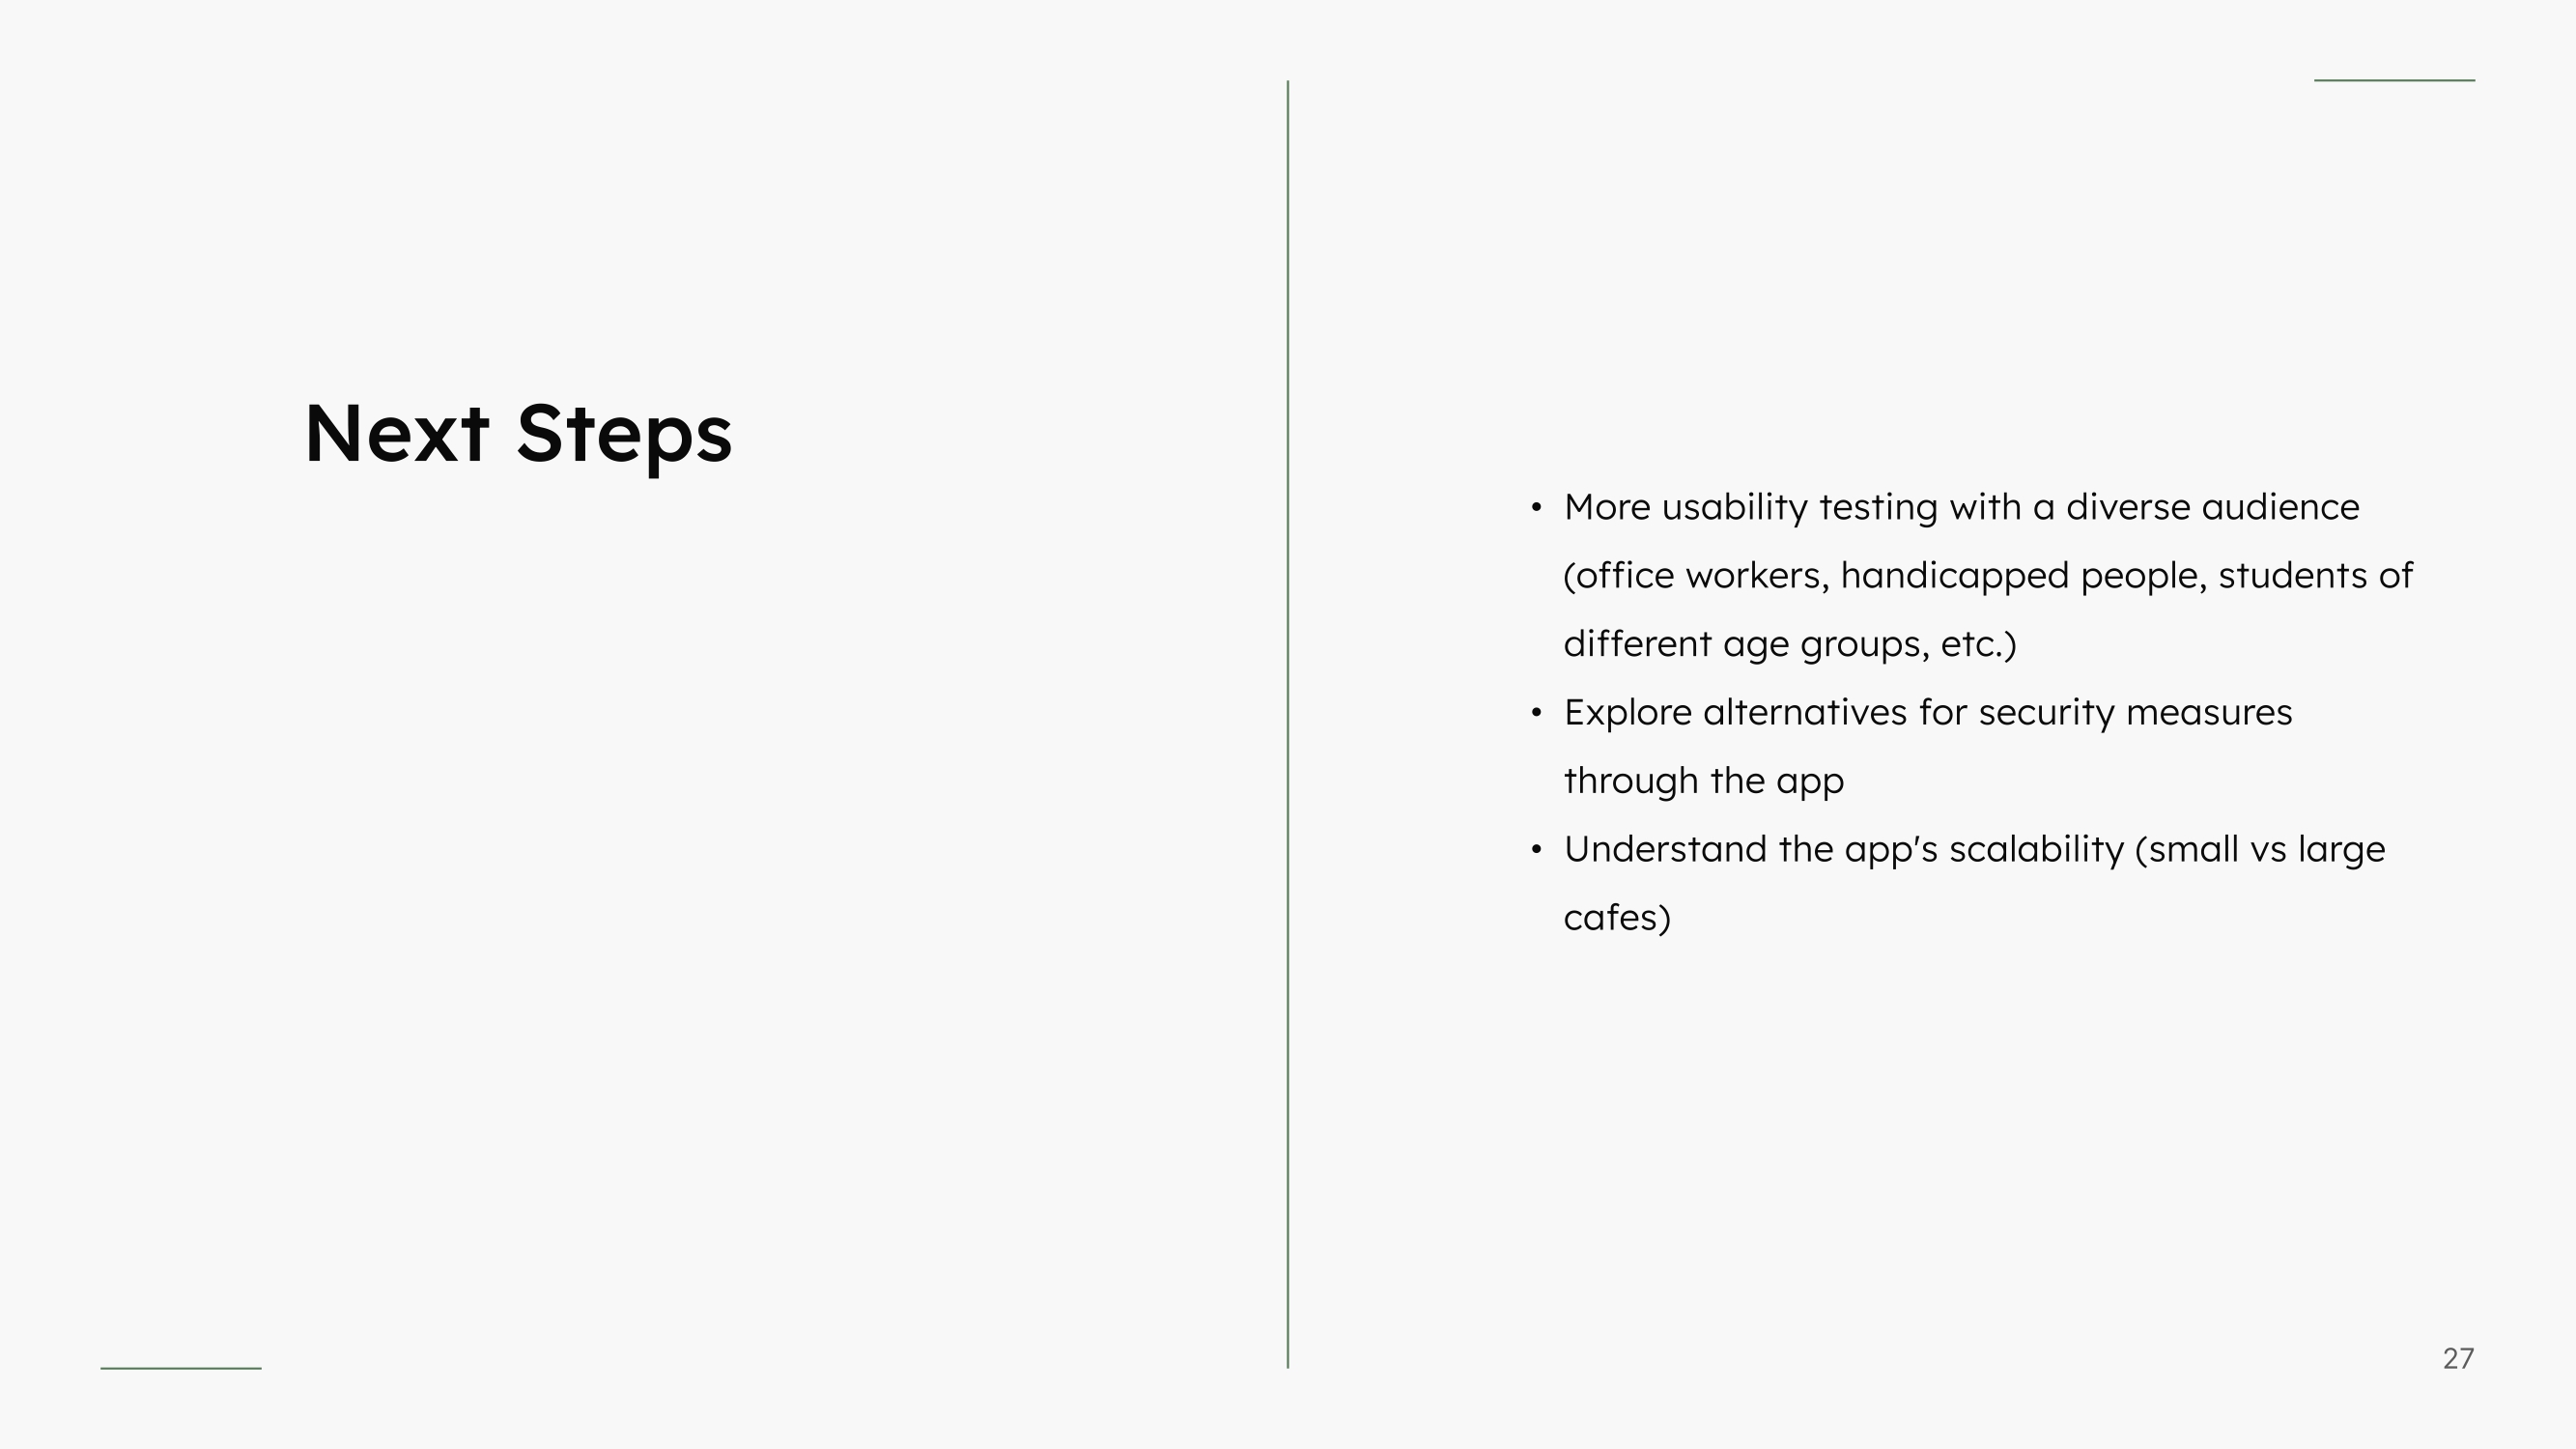 Next Steps
• More usability testing with a diverse audience
(office workers, handicapped people, students of
different age groups, etc.)
• Explore alternatives for security measures
through the app
• Understand the app's scalability (small vs large
cafes)
27